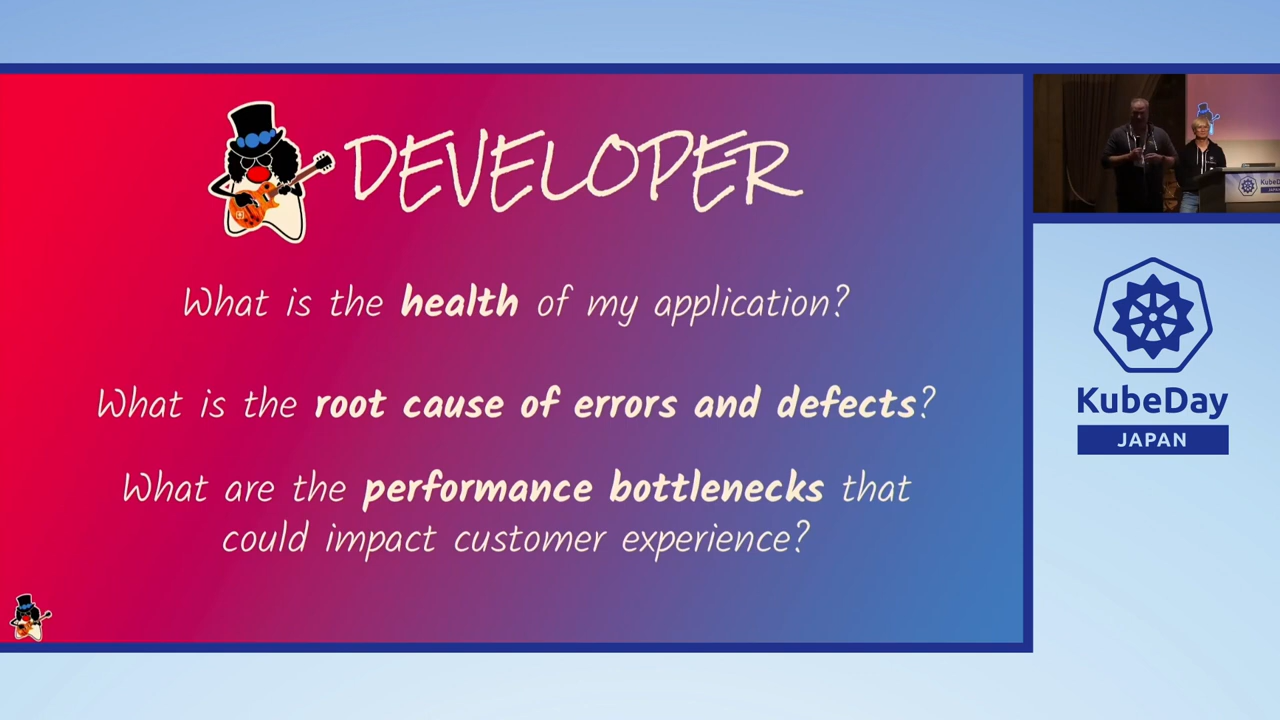 DEVELOPER
What is the health of my application?
What is the root cause of errors and defects?
What are the performance bottlenecks that
could impact customer experience?
KubeDay
JAPAN